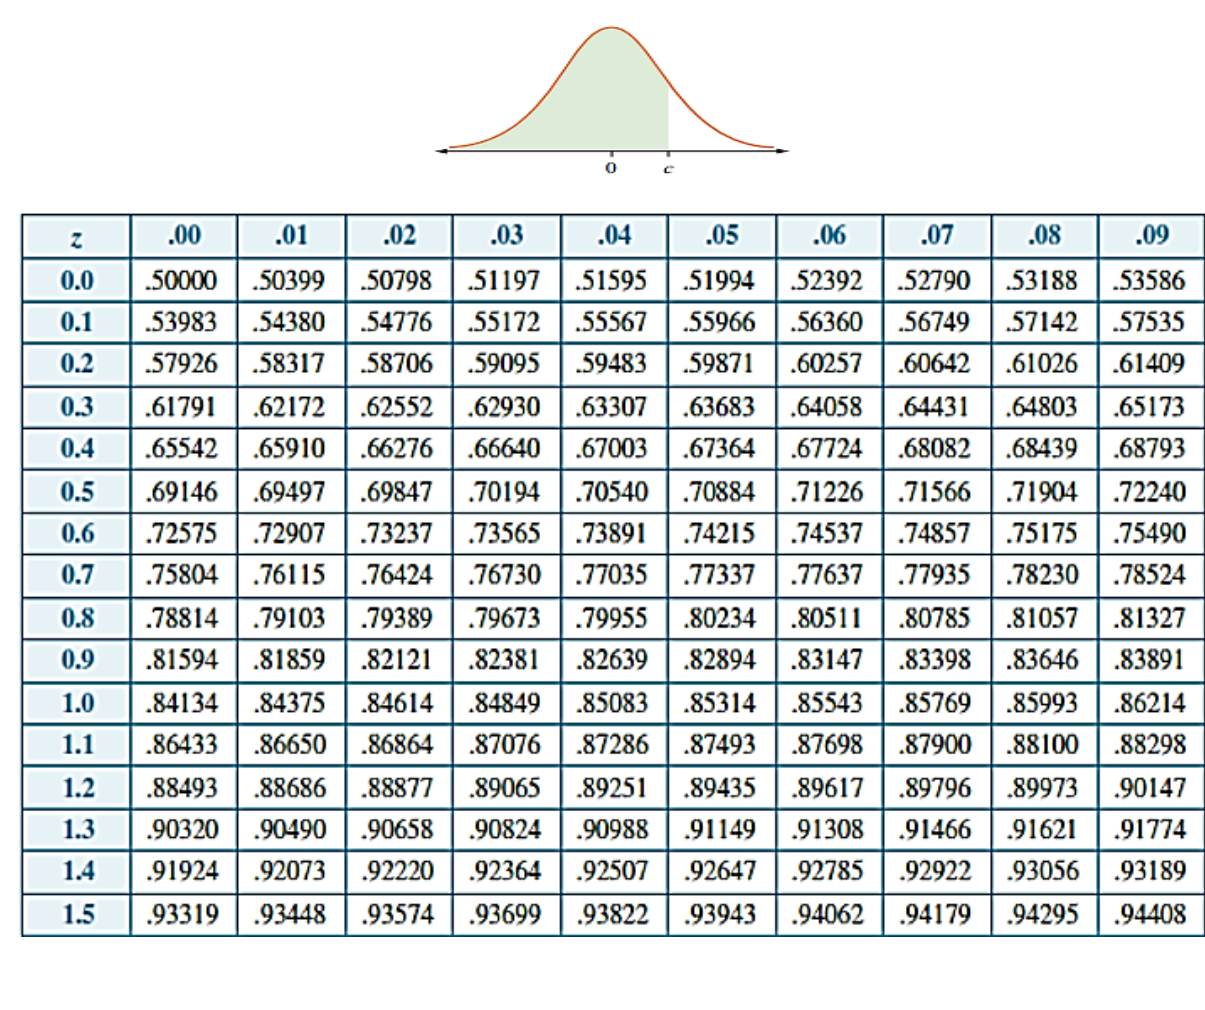 0 c
z .00 .01 .02 .03 .04 .05 .06 .07 .08 .09
0.0 .50000 .50399 .50798 .51197 .51595 .51994 .52392 .52790 .53188 .53586
0.1 .53983 .54380 .54776 .55172 .55567 .55966 .56360 .56749 .57142 .57535
0.2 .57926 .58317 .58706 .59095 .59483 .59871 .60257 .60642 .61026 .61409
0.3 .61791 .62172 .62552 .62930 .63307 .63683 .64058 .64431 .64803 .65173
0.4 .65542 .65910 .66276 .66640 .67003 .67364 .67724 .68082 .68439 .68793
0.5 .69146 .69497 .69847 .70194 .70540 .70884 .71226 .71566 .71904 .72240
0.6 .72575 .72907 .73237 .73565 .73891 .74215 .74537 .74857 .75175 .75490
0.7 .75804 .76115 .76424 .76730 .77035 .77337 .77637 .77935 .78230 .78524
0.8 .78814 .79103 .79389 .79673 .79955 .80234 .80511 .80785 .81057 .81327
0.9 .81594 .81859 .82121 .82381 .82639 .82894 .83147 .83398 .83646 .83891
1.0 .84134 .84375 .84614 .84849 .85083 .85314 .85543 .85769 .85993 .86214
1.1 .86433 .86650 .86864 .87076 .87286 .87493 .87698 .87900 .88100 .88298
1.2 .88493 .88686 .88877 .89065 .89251 .89435 .89617 .89796 .89973 .90147
1.3 .90320 .90490 .90658 .90824 .90988 .91149 .91308 .91466 .91621 .91774
1.4 .91924 .92073 .92220 .92364 .92507 .92647 .92785 .92922 .93056 .93189
1.5 .93319 .93448 .93574 .93699 .93822 .93943 .94062 .94179 .94295 .94408